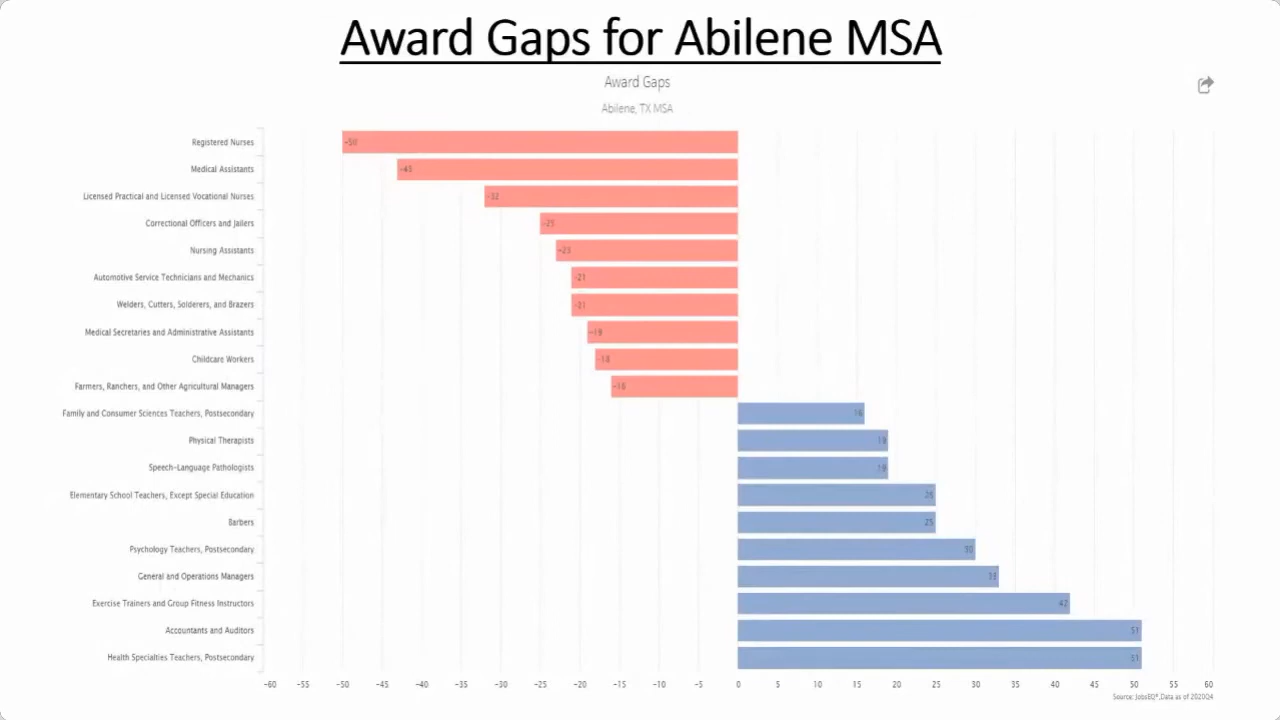 Award Gaps for Abilene MSA
Award Gaps
Abilene, TX MSA
Registered Nurses -50
Medical Assistants -43
Licensed Practical and Licensed Vocational Nurses -32
Correctional Officers and Jailers -25
Nursing Assistants -23
Automotive Service Technicians and Mechanics -21
Welders, Cutters, Solderers, and Brazers -21
Medical Secretaries and Administrative Assistants -19
Childcare Workers -18
Farmers, Ranchers, and Other Agricultural Managers -16
Family and Consumer Sciences Teachers, Postsecondary 16
Physical Therapists 19
Speech-Language Pathologists 19
Elementary School Teachers, Except Special Education 25
Barbers 25
Psychology Teachers, Postsecondary 30
General and Operations Managers 33
Exercise Trainers and Group Fitness Instructors 42
Accountants and Auditors 51
Health Specialties Teachers, Postsecondary 51
-60 -55 -50 -45 -40 -35 -30 -25 -20 -15 -10 -5 0 5 10 15 20 25 30 35 40 45 50 55 60
Source: JobsEQ®,Data as of 2020Q4